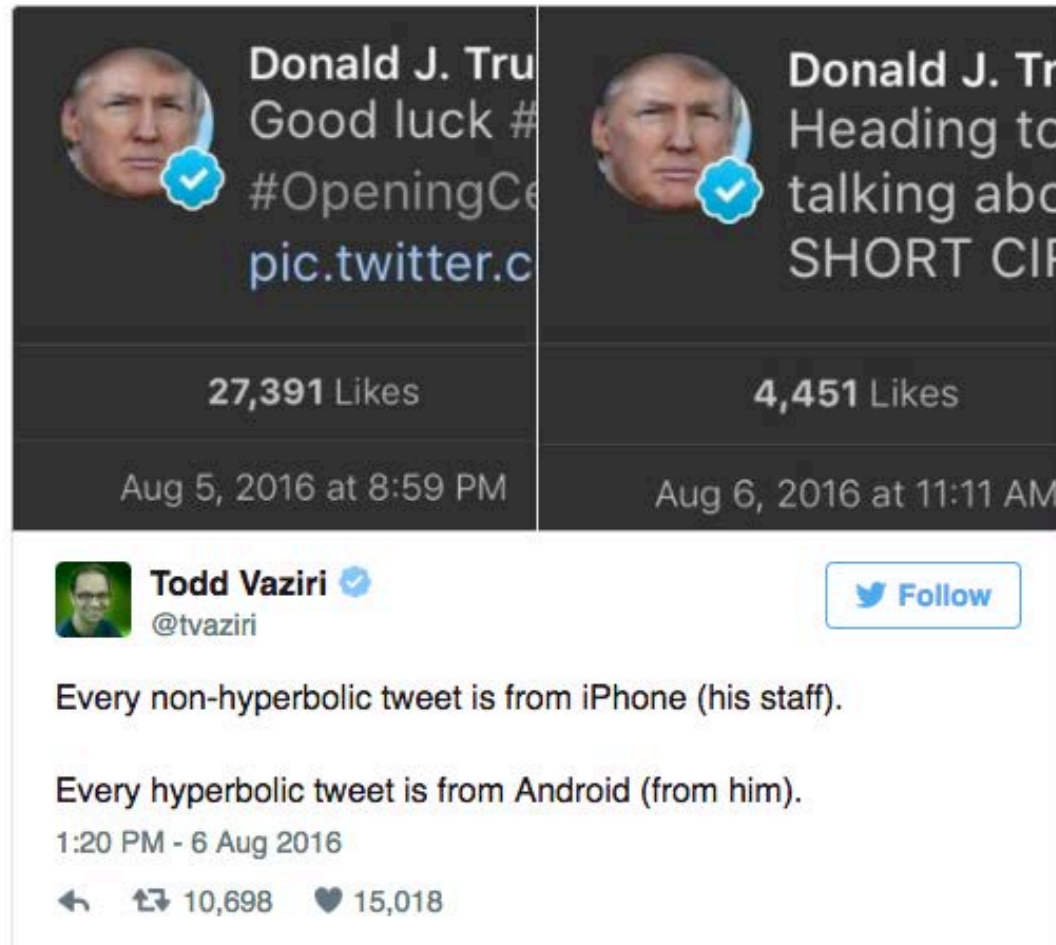 Donald J. Tru
Good luck #
#OpeningCe
pic.twitter.c
27,391 Likes
Aug 5, 2016 at 8:59 PM
Donald J. Tr
Heading to
talking abo
SHORT CIR
4,451 Likes
Aug 6, 2016 at 11:11 AM
Todd Vaziri
@tvaziri
Follow
Every non-hyperbolic tweet is from iPhone (his staff).
Every hyperbolic tweet is from Android (from him).
1:20 PM - 6 Aug 2016
10,698 15,018